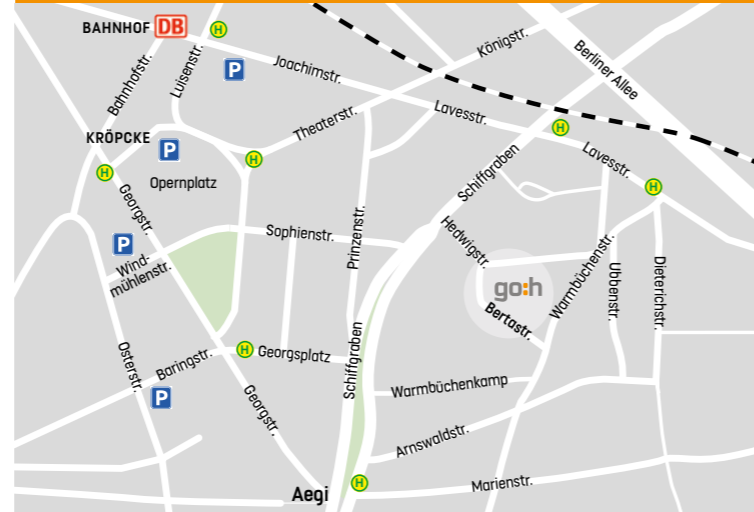 BAHNHOF DB
H
Luisenstr.
P
Joachimstr.
Königstr.
Berliner Allee
Bahnhofstr.
Theaterstr.
Lavesstr.
H
KRÖPCKE
P
H
H
Opernplatz
Schiffgraben
Lavesstr.
H
Georgstr.
Prinzenstr.
Sophienstr.
Hedwigstr.
P
Wind-
mühlenstr.
go:h
Warmbüchenstr.
Ubbenstr.
Dieterichstr.
Bertastr.
Osterstr.
Baringstr.
H
Georgsplatz
Schiffgraben
P
Georgstr.
Warmbüchenkamp
Arnswaldstr.
Aegi
H
Marienstr.